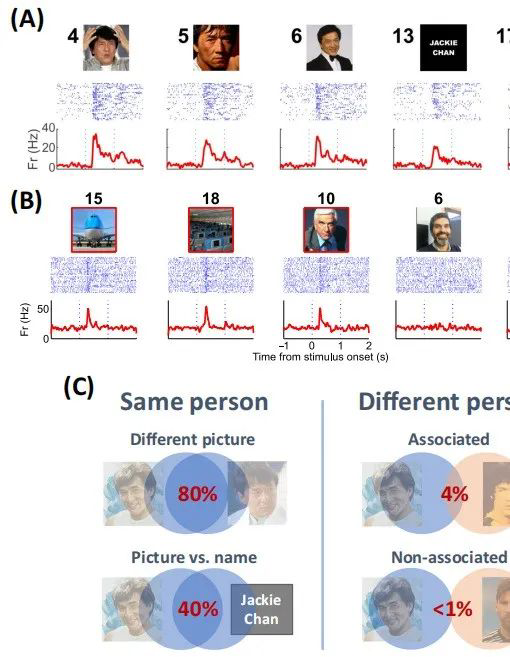 (A)
4 5 6 13 17
JACKIE
CHAN
Fr (Hz)
40
20
0
(B)
15 18 10 6
Fr (Hz)
50
0
−1 0 1 2
Time from stimulus onset (s)
(C)
Same person
Different pers
Different picture
Associated
80%
4%
Picture vs. name
Non-associated
40%
Jackie
Chan
<1%